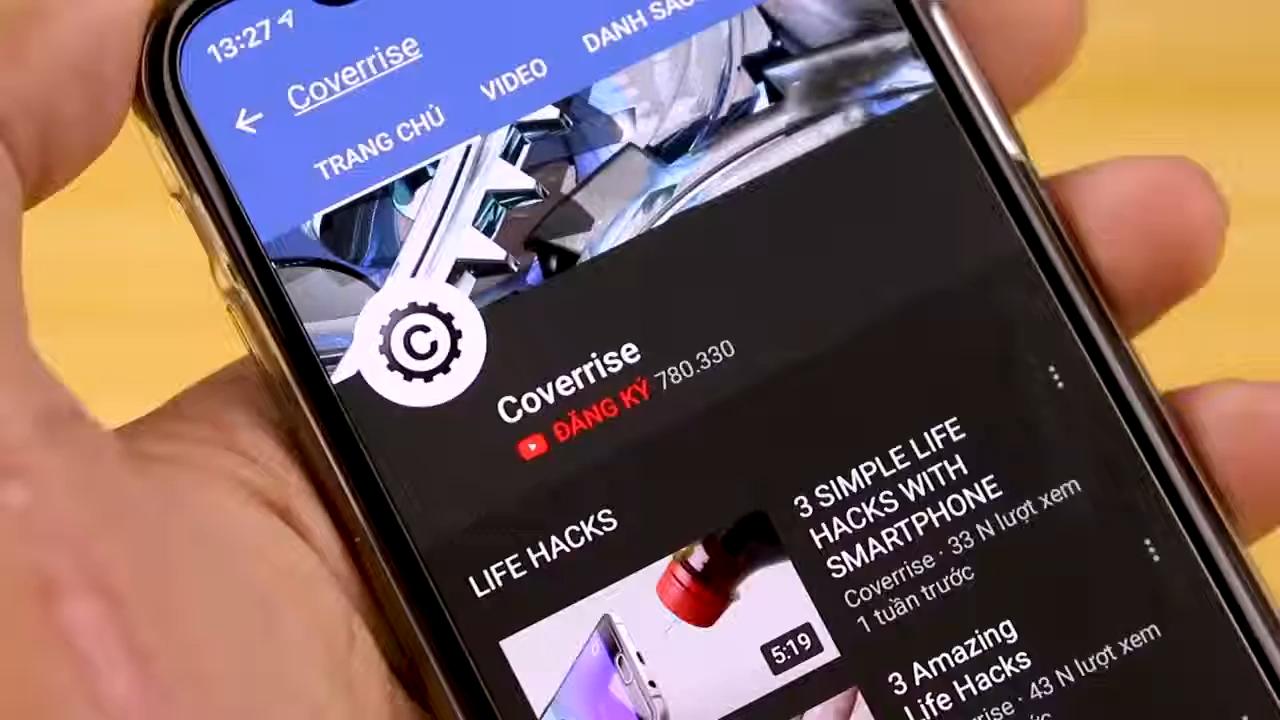 13:27
Coverrise
TRANG CHỦ
VIDEO
DANH SÁC
C
Coverrise
ĐĂNG KÝ 780.330
LIFE HACKS
3 SIMPLE LIFE
HACKS WITH
SMARTPHONE
Coverrise · 33 N lượt xem
1 tuần trước
5:19
3 Amazing
Life Hacks
rise · 43 N lượt xem